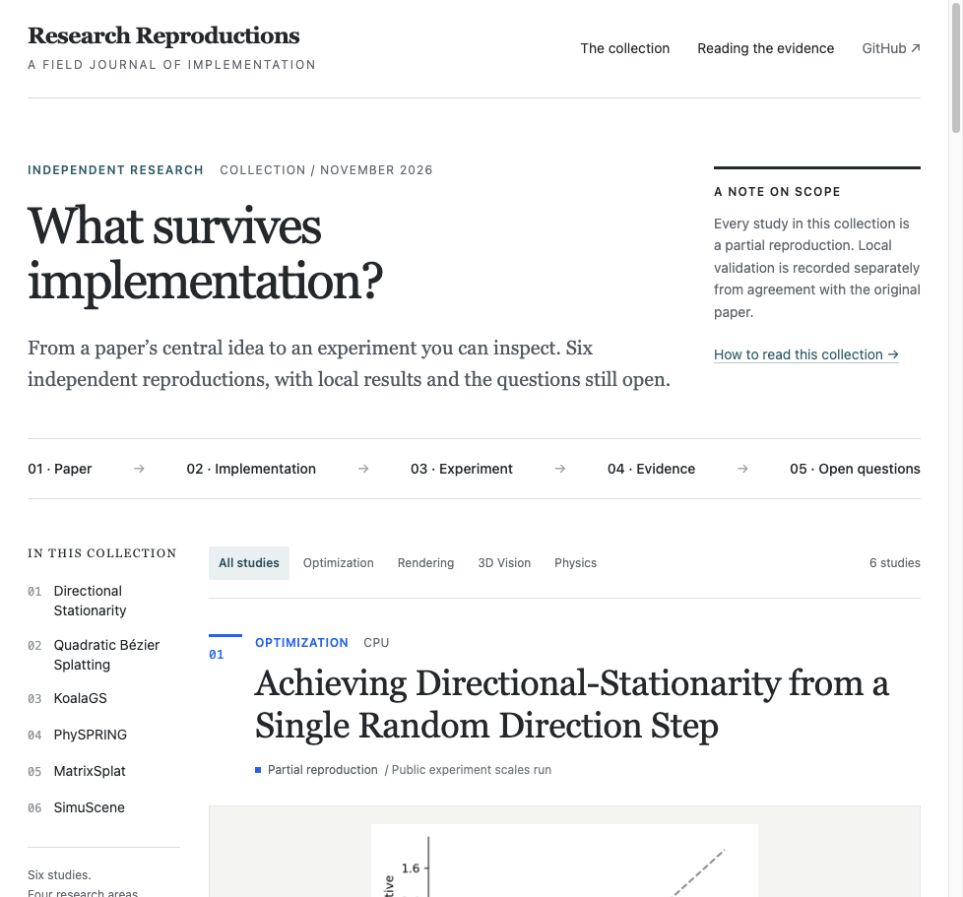 Research Reproductions
A FIELD JOURNAL OF IMPLEMENTATION
The collection
Reading the evidence
GitHub ↗
INDEPENDENT RESEARCH COLLECTION / NOVEMBER 2026
What survives
implementation?
From a paper’s central idea to an experiment you can inspect. Six
independent reproductions, with local results and the questions still open.
A NOTE ON SCOPE
Every study in this collection is
a partial reproduction. Local
validation is recorded separately
from agreement with the original
paper.
How to read this collection →
01 · Paper → 02 · Implementation → 03 · Experiment → 04 · Evidence → 05 · Open questions
IN THIS COLLECTION
01 Directional
Stationarity
02 Quadratic Bézier
Splatting
03 KoalaGS
04 PhySPRING
05 MatrixSplat
06 SimuScene
Six studies.
Four research areas
All studies Optimization Rendering 3D Vision Physics 6 studies
01
OPTIMIZATION CPU
Achieving Directional-Stationarity from a
Single Random Direction Step
Partial reproduction / Public experiment scales run
1.6